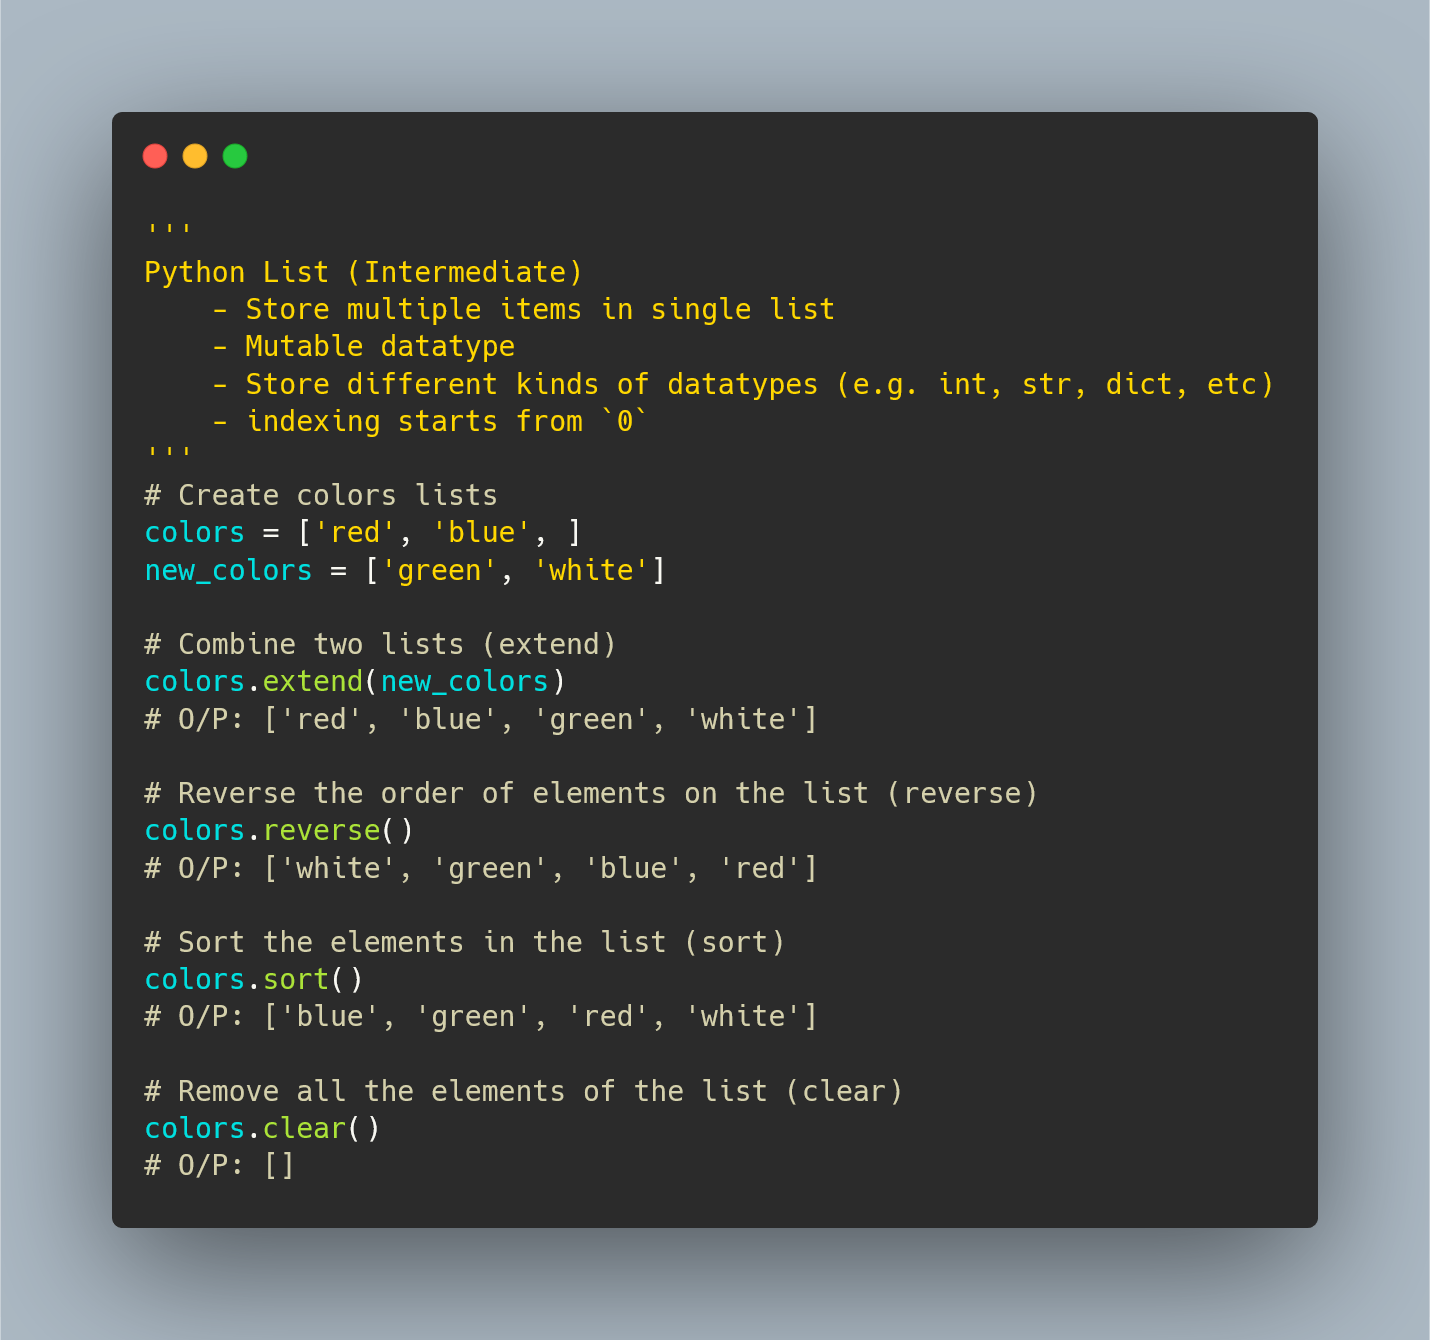 '''
Python List (Intermediate)
    - Store multiple items in single list
    - Mutable datatype
    - Store different kinds of datatypes (e.g. int, str, dict, etc)
    - indexing starts from `0`
'''
# Create colors lists
colors = ['red', 'blue', ]
new_colors = ['green', 'white']

# Combine two lists (extend)
colors.extend(new_colors)
# O/P: ['red', 'blue', 'green', 'white']

# Reverse the order of elements on the list (reverse)
colors.reverse()
# O/P: ['white', 'green', 'blue', 'red']

# Sort the elements in the list (sort)
colors.sort()
# O/P: ['blue', 'green', 'red', 'white']

# Remove all the elements of the list (clear)
colors.clear()
# O/P: []